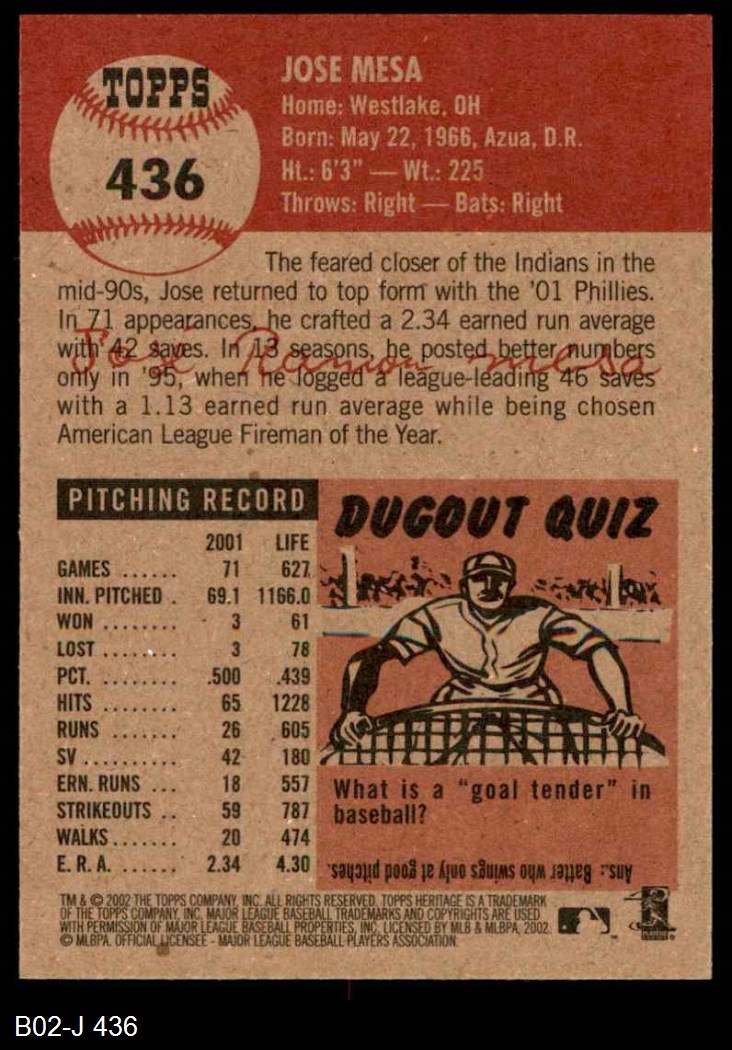 TOPPS
436
JOSE MESA
Home: Westlake, OH
Born: May 22, 1966, Azua, D.R.
Ht.: 6'3" — Wt.: 225
Throws: Right — Bats: Right
The feared closer of the Indians in the
mid-90s, Jose returned to top form with the '01 Phillies.
In 71 appearances, he crafted a 2.34 earned run average
with 42 saves. In 13 seasons, he posted better numbers
only in '95, when he logged a league-leading 46 saves
with a 1.13 earned run average while being chosen
American League Fireman of the Year.
José Ramon mesa
PITCHING RECORD
2001 LIFE
GAMES ...... 71 627
INN. PITCHED . 69.1 1166.0
WON ........ 3 61
LOST ........ 3 78
PCT. ........ .500 .439
HITS ........ 65 1228
RUNS ....... 26 605
SV .......... 42 180
ERN. RUNS ... 18 557
STRIKEOUTS .. 59 787
WALKS....... 20 474
E. R. A. ...... 2.34 4.30
DUGOUT QUIZ
What is a "goal tender" in
baseball?
Ans.: Batter who swings only at good pitches.
TM & © 2002 THE TOPPS COMPANY, INC. ALL RIGHTS RESERVED. TOPPS HERITAGE IS A TRADEMARK
OF THE TOPPS COMPANY, INC. MAJOR LEAGUE BASEBALL TRADEMARKS AND COPYRIGHTS ARE USED
WITH PERMISSION OF MAJOR LEAGUE BASEBALL PROPERTIES, INC. LICENSED BY MLB & MLBPA, 2002.
© MLBPA. OFFICIAL LICENSEE - MAJOR LEAGUE BASEBALL PLAYERS ASSOCIATION.
B02-J 436